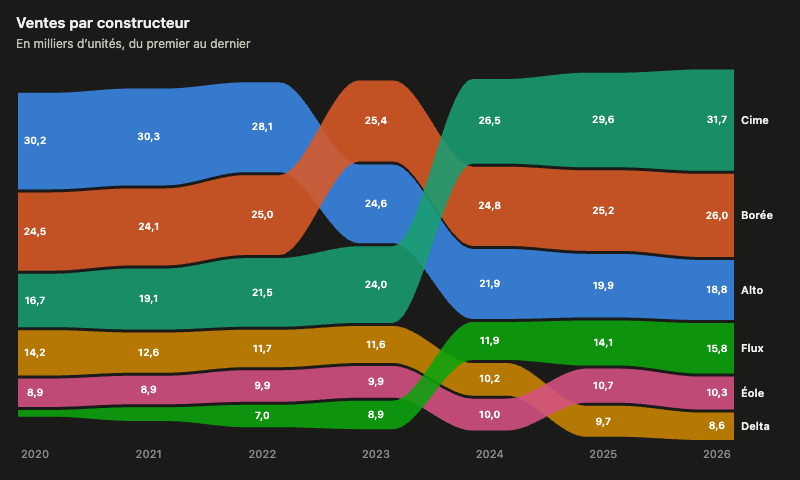 Ventes par constructeur
En milliers d'unités, du premier au dernier
30,2 30,3 28,1 25,4 26,5 29,6 31,7 Cime
24,5 24,1 25,0 24,6 24,8 25,2 26,0 Borée
16,7 19,1 21,5 24,0 21,9 19,9 18,8 Alto
14,2 12,6 11,7 11,6 11,9 14,1 15,8 Flux
8,9 8,9 9,9 9,9 10,2 10,7 10,3 Éole
7,0 8,9 10,0 9,7 8,6 Delta
2020 2021 2022 2023 2024 2025 2026